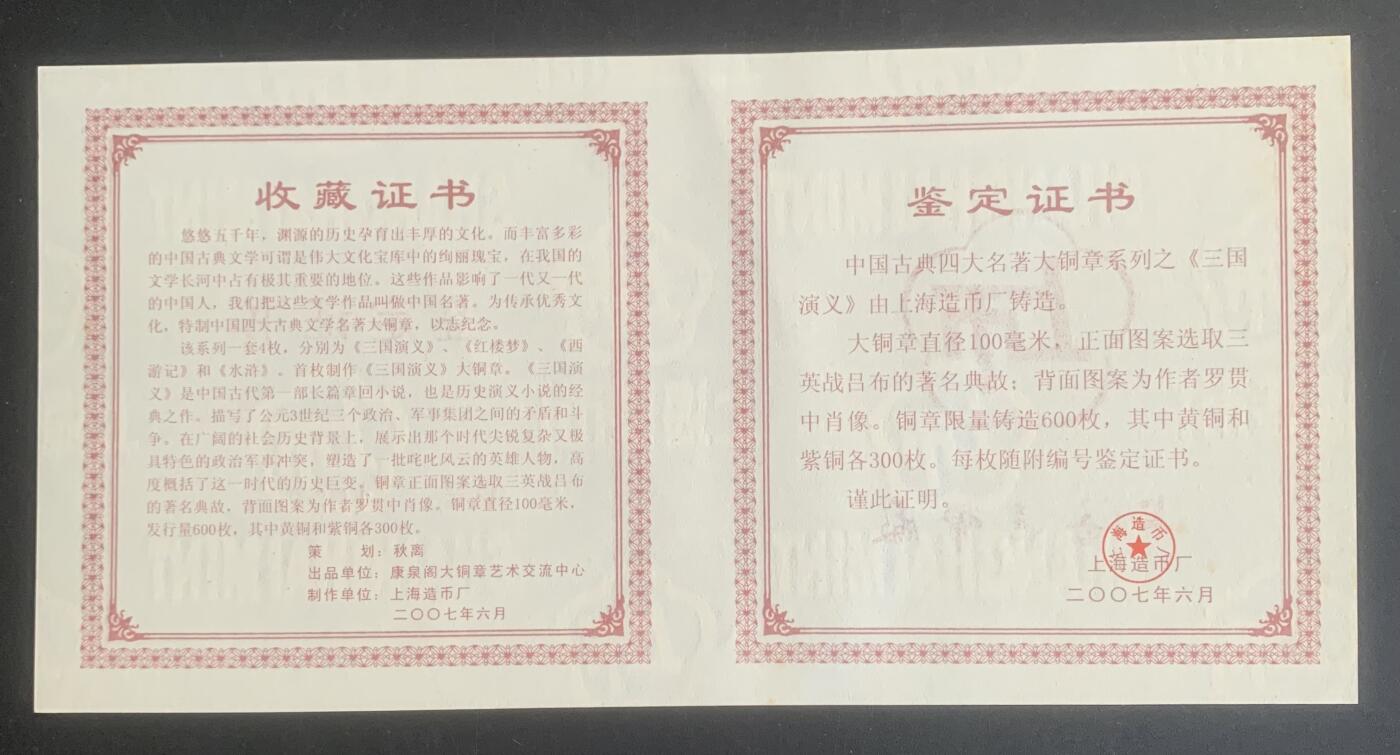 收藏证书
悠悠五千年，渊源的历史孕育出丰厚的文化。而丰富多彩
的中国古典文学可谓是伟大文化宝库中的绚丽瑰宝，在我国的
文学长河中占有极其重要的地位。这些作品影响了一代又一代
的中国人，我们把这些文学作品叫做中国名著。为传承优秀文
化，特制中国四大古典文学名著大铜章，以志纪念。
该系列一套4枚，分别为《三国演义》、《红楼梦》、《西
游记》和《水浒》。首枚制作《三国演义》大铜章。《三国演
义》是中国古代第一部长篇章回小说，也是历史演义小说的经
典之作。描写了公元3世纪三个政治、军事集团之间的矛盾和斗
争。在广阔的社会历史背景上，展示出那个时代尖锐复杂又极
具特色的政治军事冲突，塑造了一批咤叱风云的英雄人物，高
度概括了这一时代的历史巨变。铜章正面图案选取三英战吕布
的著名典故，背面图案为作者罗贯中肖像。铜章直径100毫米，
发行量600枚，其中黄铜和紫铜各300枚。
策　　划：秋离
出品单位：康泉阁大铜章艺术交流中心
制作单位：上海造币厂
二〇〇七年六月
鉴定证书
中国古典四大名著大铜章系列之《三国
演义》由上海造币厂铸造。
大铜章直径100毫米，正面图案选取三
英战吕布的著名典故；背面图案为作者罗贯
中肖像。铜章限量铸造600枚，其中黄铜和
紫铜各300枚。每枚随附编号鉴定证书。
谨此证明。
上海造币厂
上海造币厂
二〇〇七年六月